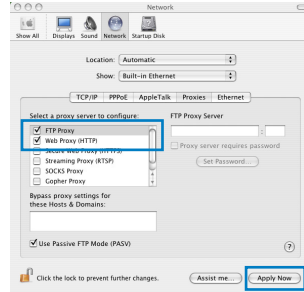 Network
Show All Displays Sound Network Startup Disk
Location: Automatic
Show: Built-in Ethernet
TCP/IP PPPoE AppleTalk Proxies Ethernet
Select a proxy server to configure: FTP Proxy Server
FTP Proxy :
Web Proxy (HTTP)
Secure Web Proxy (HTTPS) Proxy server requires password
Streaming Proxy (RTSP) Set Password...
SOCKS Proxy
Gopher Proxy
Bypass proxy settings for
these Hosts & Domains:
Use Passive FTP Mode (PASV) ?
Click the lock to prevent further changes. Assist me... Apply Now